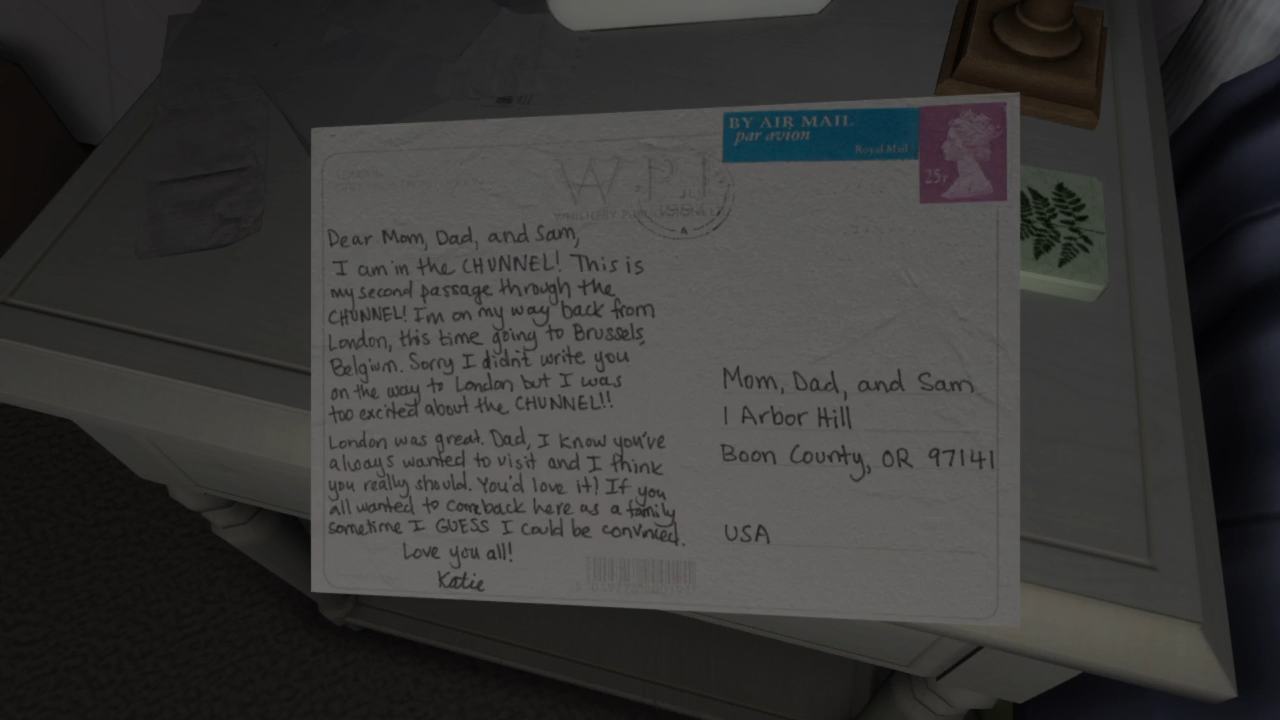 BY AIR MAIL
par avion
Royal Mail
25
WPI
Dear Mom, Dad, and Sam,
I am in the CHUNNEL! This is
my second passage through the
CHUNNEL! I'm on my way back from
London, this time going to Brussels,
Belgium. Sorry I didn't write you
on the way to London but I was
too excited about the CHUNNEL!!
London was great. Dad, I know you've
always wanted to visit and I think
you really should. You'd love it! If you
all wanted to come back here as a family
sometime I GUESS I could be convinced.
Love you all!
Katie
Mom, Dad, and Sam
1 Arbor Hill
Boon County, OR 97141
USA